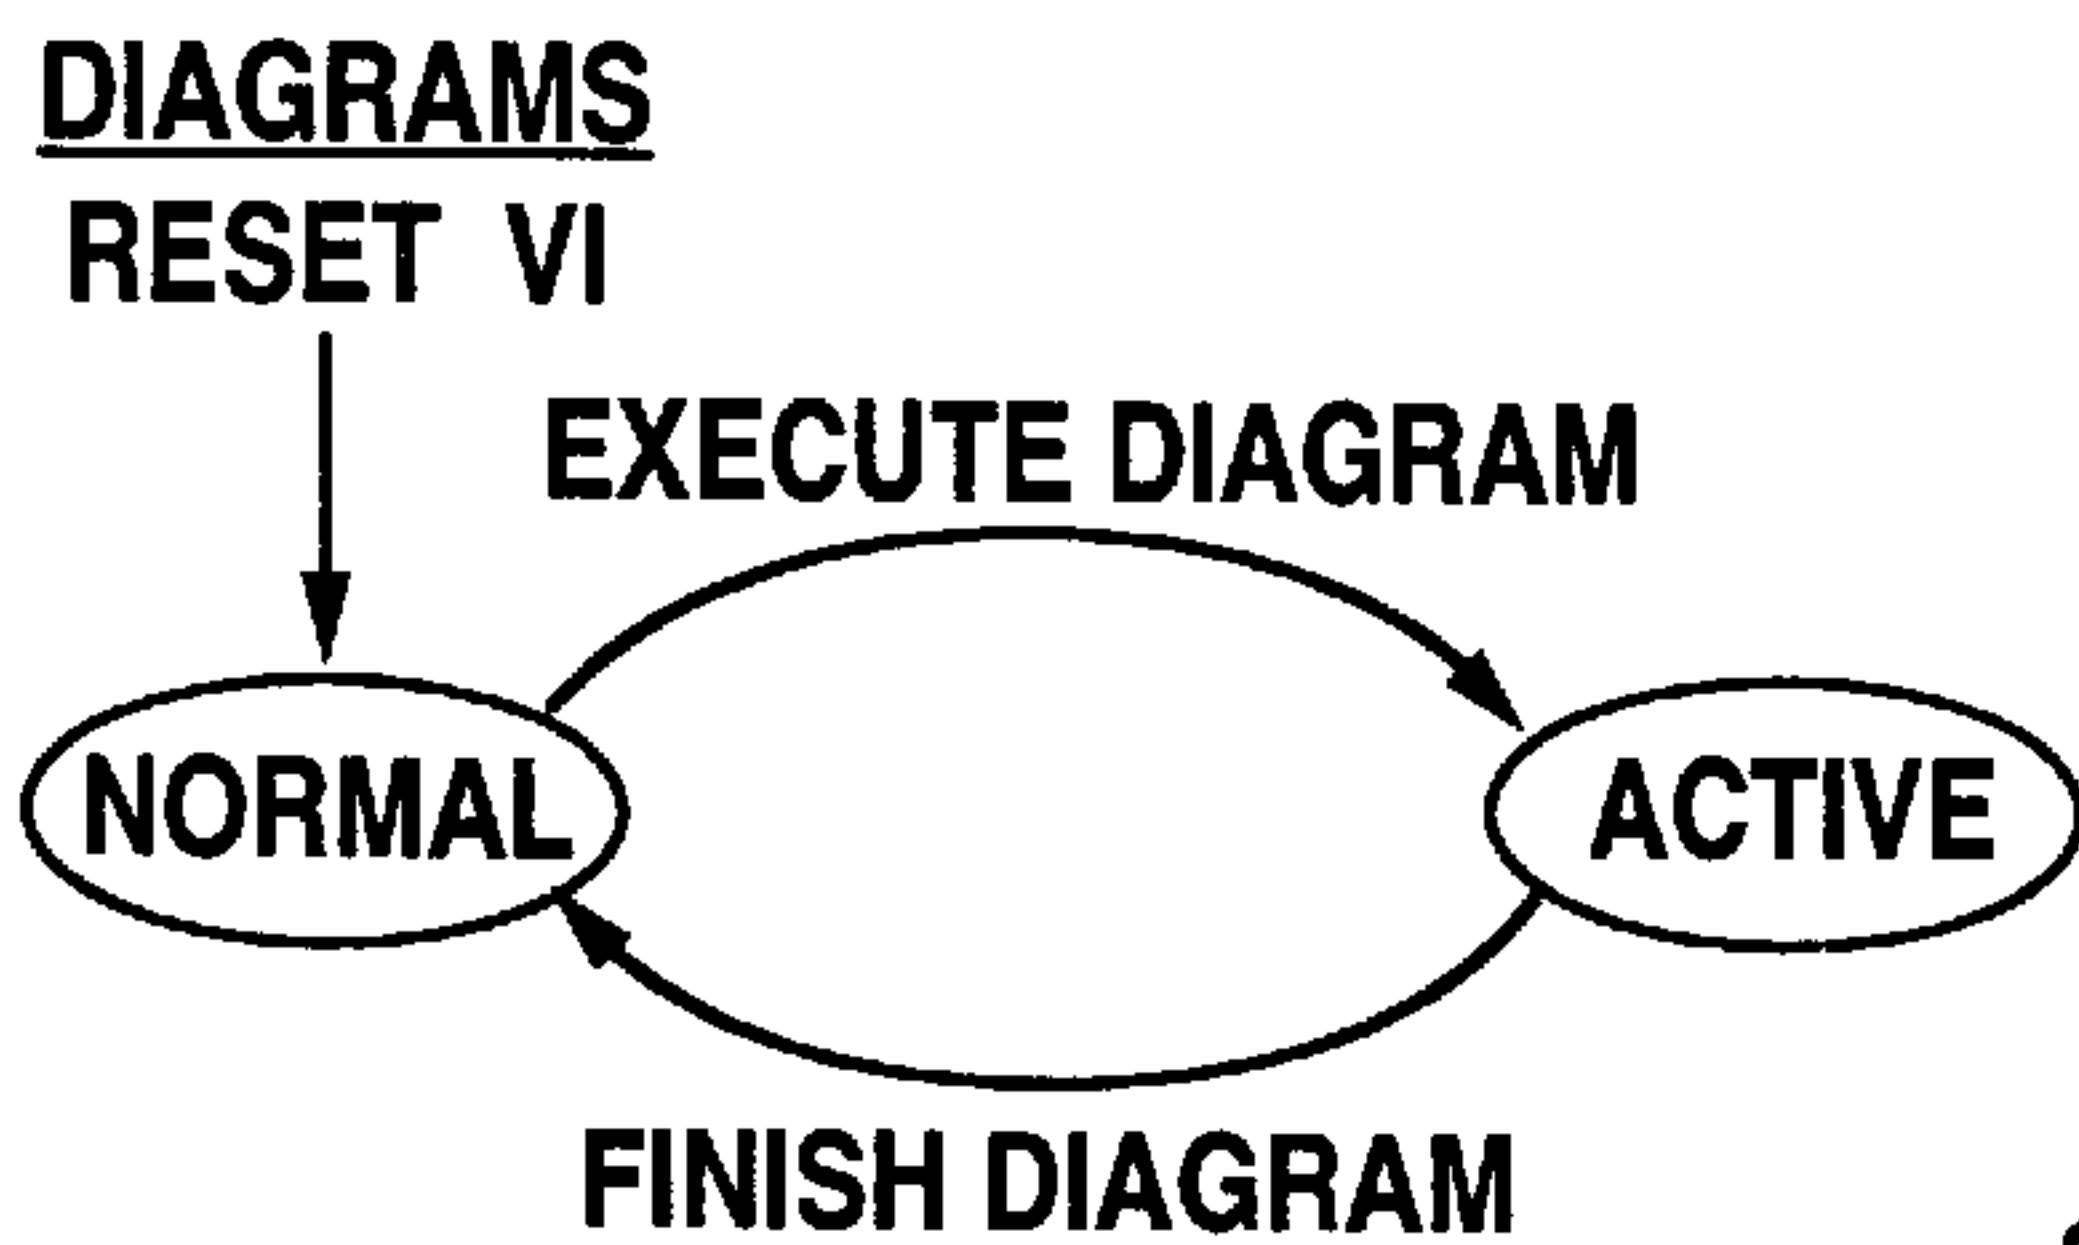 DIAGRAMS
RESET VI
EXECUTE DIAGRAM
NORMAL
ACTIVE
FINISH DIAGRAM